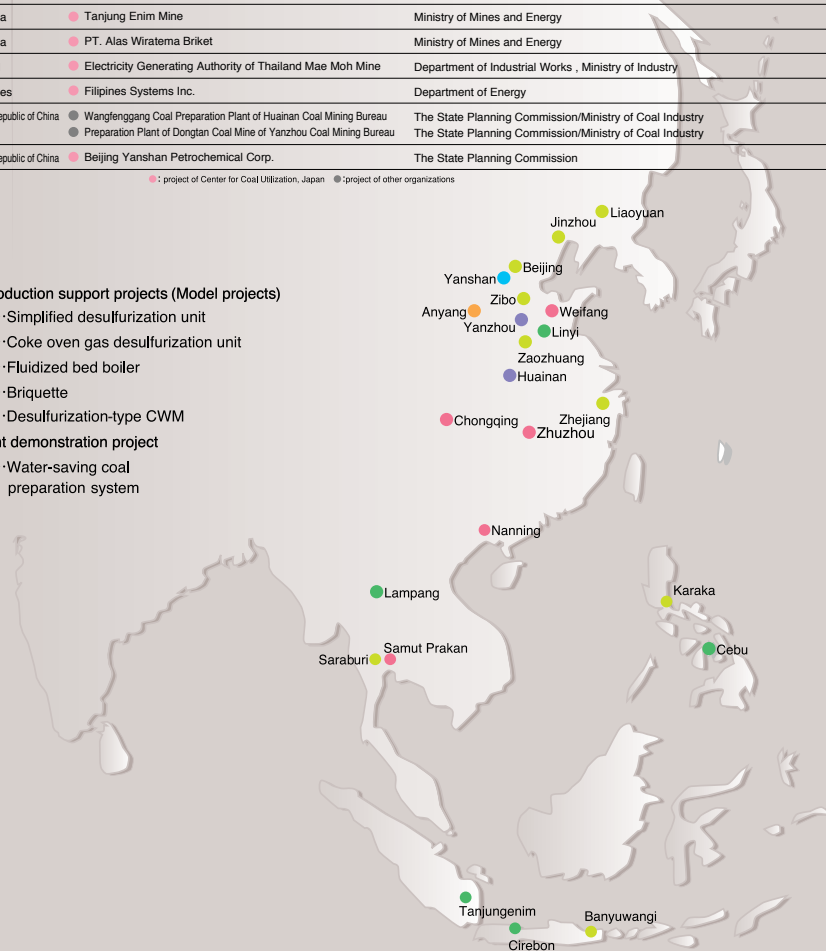 a Tanjung Enim Mine Ministry of Mines and Energy
a PT. Alas Wiratema Briket Ministry of Mines and Energy
Electricity Generating Authority of Thailand Mae Moh Mine Department of Industrial Works , Ministry of Industry
es Filipines Systems Inc. Department of Energy
epublic of China Wangfenggang Coal Preparation Plant of Huainan Coal Mining Bureau The State Planning Commission/Ministry of Coal Industry
Preparation Plant of Dongtan Coal Mine of Yanzhou Coal Mining Bureau The State Planning Commission/Ministry of Coal Industry
epublic of China Beijing Yanshan Petrochemical Corp. The State Planning Commission
: project of Center for Coal Utilization, Japan :project of other organizations
Liaoyuan
Jinzhou
Beijing
Yanshan
oduction support projects (Model projects)
Zibo
Anyang
Weifang
·Simplified desulfurization unit
Yanzhou
Linyi
·Coke oven gas desulfurization unit
Zaozhuang
·Fluidized bed boiler
Huainan
·Briquette
·Desulfurization-type CWM
Chongqing
Zhejiang
Zhuzhou
t demonstration project
·Water-saving coal
preparation system
Nanning
Lampang
Karaka
Samut Prakan
Cebu
Saraburi
Tanjungenim
Banyuwangi
Cirebon